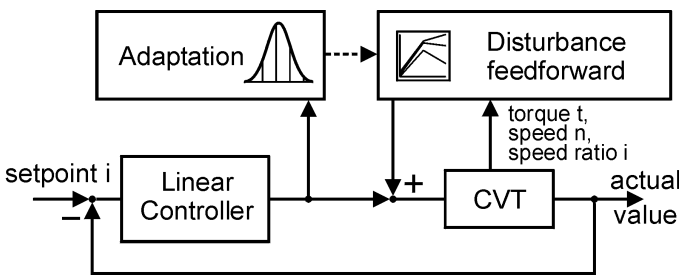 Adaptation
Disturbance
feedforward
torque t,
speed n,
speed ratio i
setpoint i
Linear
Controller
+
CVT
actual
value
−